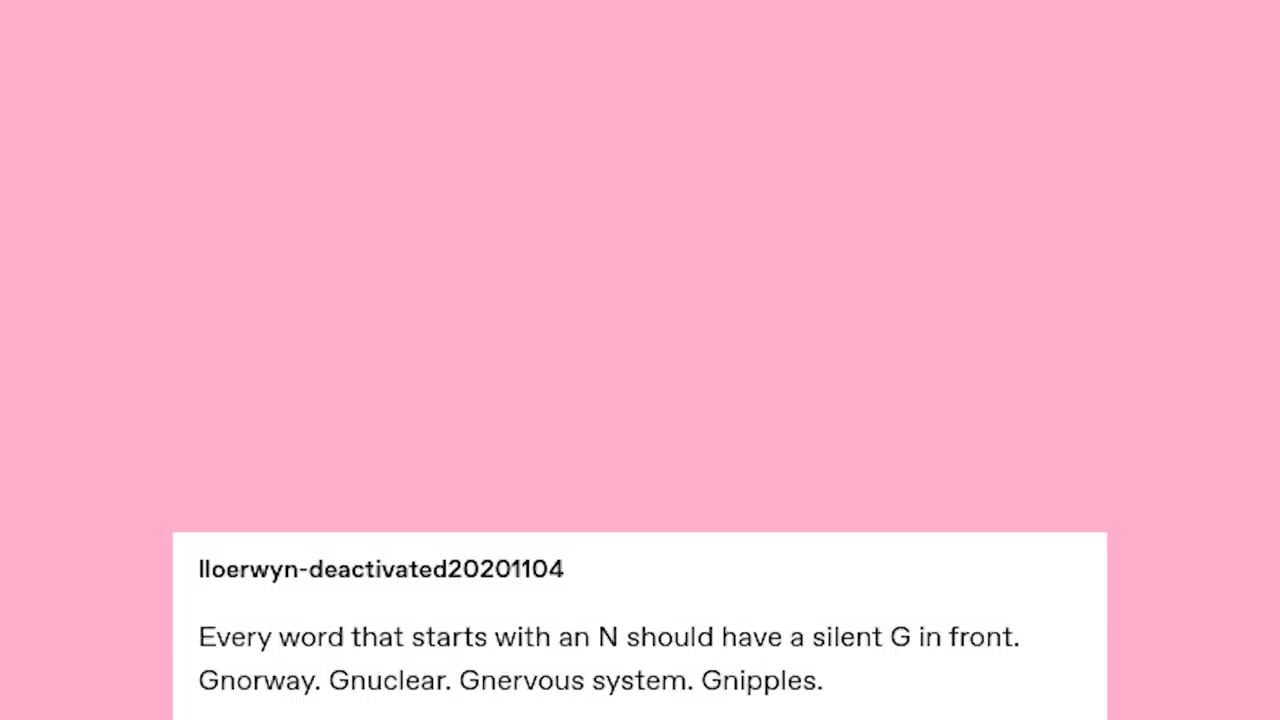 lloerwyn-deactivated20201104
Every word that starts with an N should have a silent G in front.
Gnorway. Gnuclear. Gnervous system. Gnipples.